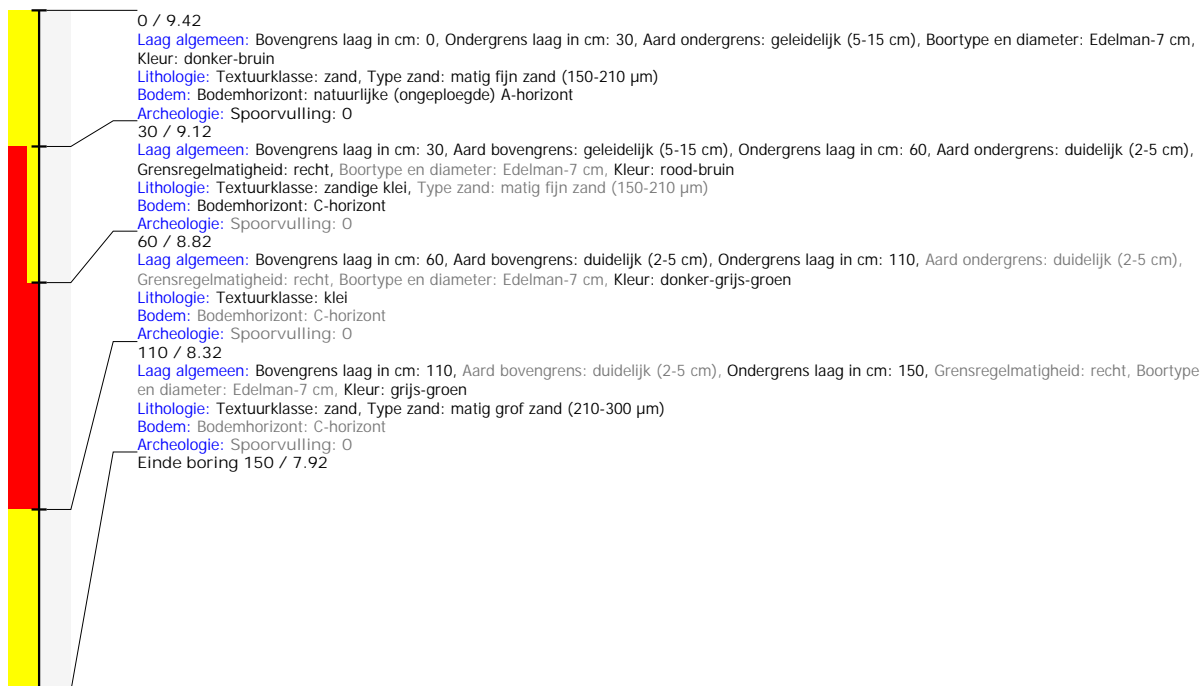 0 / 9.42
Laag algemeen: Bovengrens laag in cm: 0, Ondergrens laag in cm: 30, Aard ondergrens: geleidelijk (5-15 cm), Boortype en diameter: Edelman-7 cm,
Kleur: donker-bruin
Lithologie: Textuurklasse: zand, Type zand: matig fijn zand (150-210 µm)
Bodem: Bodemhorizont: natuurlijke (ongeploegde) A-horizont
Archeologie: Spoorvulling: 0
30 / 9.12
Laag algemeen: Bovengrens laag in cm: 30, Aard bovengrens: geleidelijk (5-15 cm), Ondergrens laag in cm: 60, Aard ondergrens: duidelijk (2-5 cm),
Grensregelmatigheid: recht, Boortype en diameter: Edelman-7 cm, Kleur: rood-bruin
Lithologie: Textuurklasse: zandige klei, Type zand: matig fijn zand (150-210 µm)
Bodem: Bodemhorizont: C-horizont
Archeologie: Spoorvulling: 0
60 / 8.82
Laag algemeen: Bovengrens laag in cm: 60, Aard bovengrens: duidelijk (2-5 cm), Ondergrens laag in cm: 110, Aard ondergrens: duidelijk (2-5 cm),
Grensregelmatigheid: recht, Boortype en diameter: Edelman-7 cm, Kleur: donker-grijs-groen
Lithologie: Textuurklasse: klei
Bodem: Bodemhorizont: C-horizont
Archeologie: Spoorvulling: 0
110 / 8.32
Laag algemeen: Bovengrens laag in cm: 110, Aard bovengrens: duidelijk (2-5 cm), Ondergrens laag in cm: 150, Grensregelmatigheid: recht, Boortype
en diameter: Edelman-7 cm, Kleur: grijs-groen
Lithologie: Textuurklasse: zand, Type zand: matig grof zand (210-300 µm)
Bodem: Bodemhorizont: C-horizont
Archeologie: Spoorvulling: 0
Einde boring 150 / 7.92